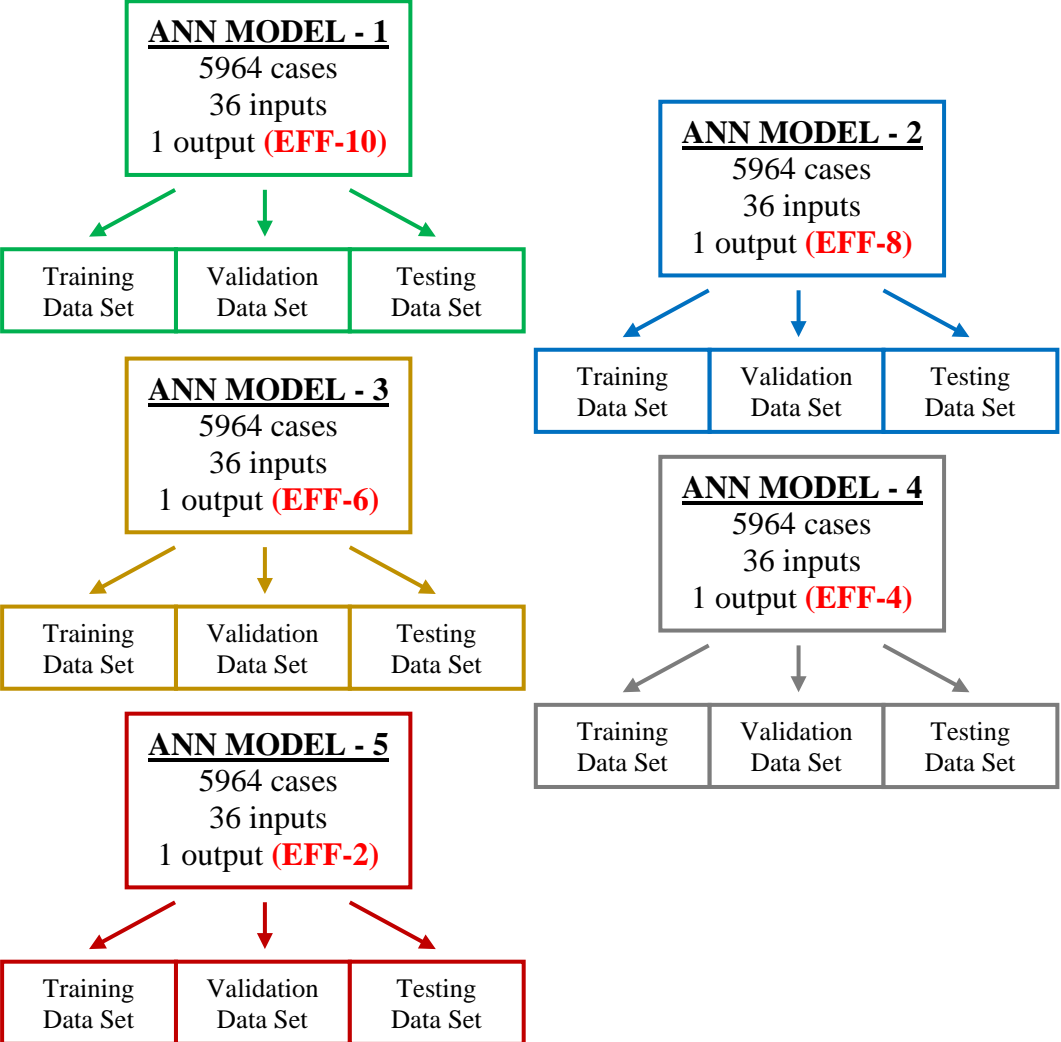 ANN MODEL - 1
5964 cases
36 inputs
1 output (EFF-10)
Training
Data Set
Validation
Data Set
Testing
Data Set
ANN MODEL - 2
5964 cases
36 inputs
1 output (EFF-8)
Training
Data Set
Validation
Data Set
Testing
Data Set
ANN MODEL - 3
5964 cases
36 inputs
1 output (EFF-6)
Training
Data Set
Validation
Data Set
Testing
Data Set
ANN MODEL - 4
5964 cases
36 inputs
1 output (EFF-4)
Training
Data Set
Validation
Data Set
Testing
Data Set
ANN MODEL - 5
5964 cases
36 inputs
1 output (EFF-2)
Training
Data Set
Validation
Data Set
Testing
Data Set